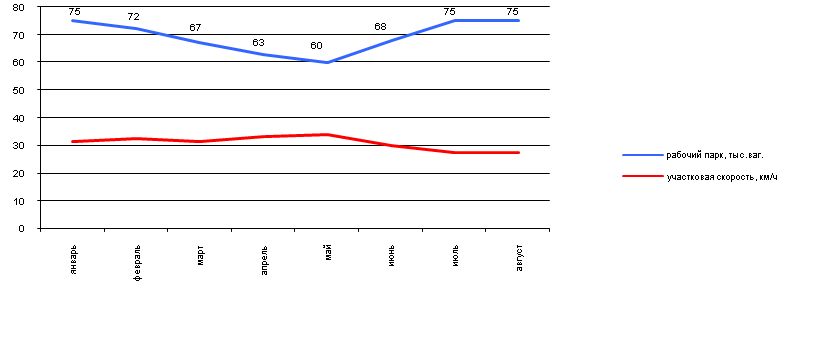 80
70
60
50
40
30
20
10
0
75
72
67
63
60
68
75
75
январь
февраль
март
апрель
май
июнь
июль
август
рабочий парк, тыс.ваг.
участковая скорость, км/ч